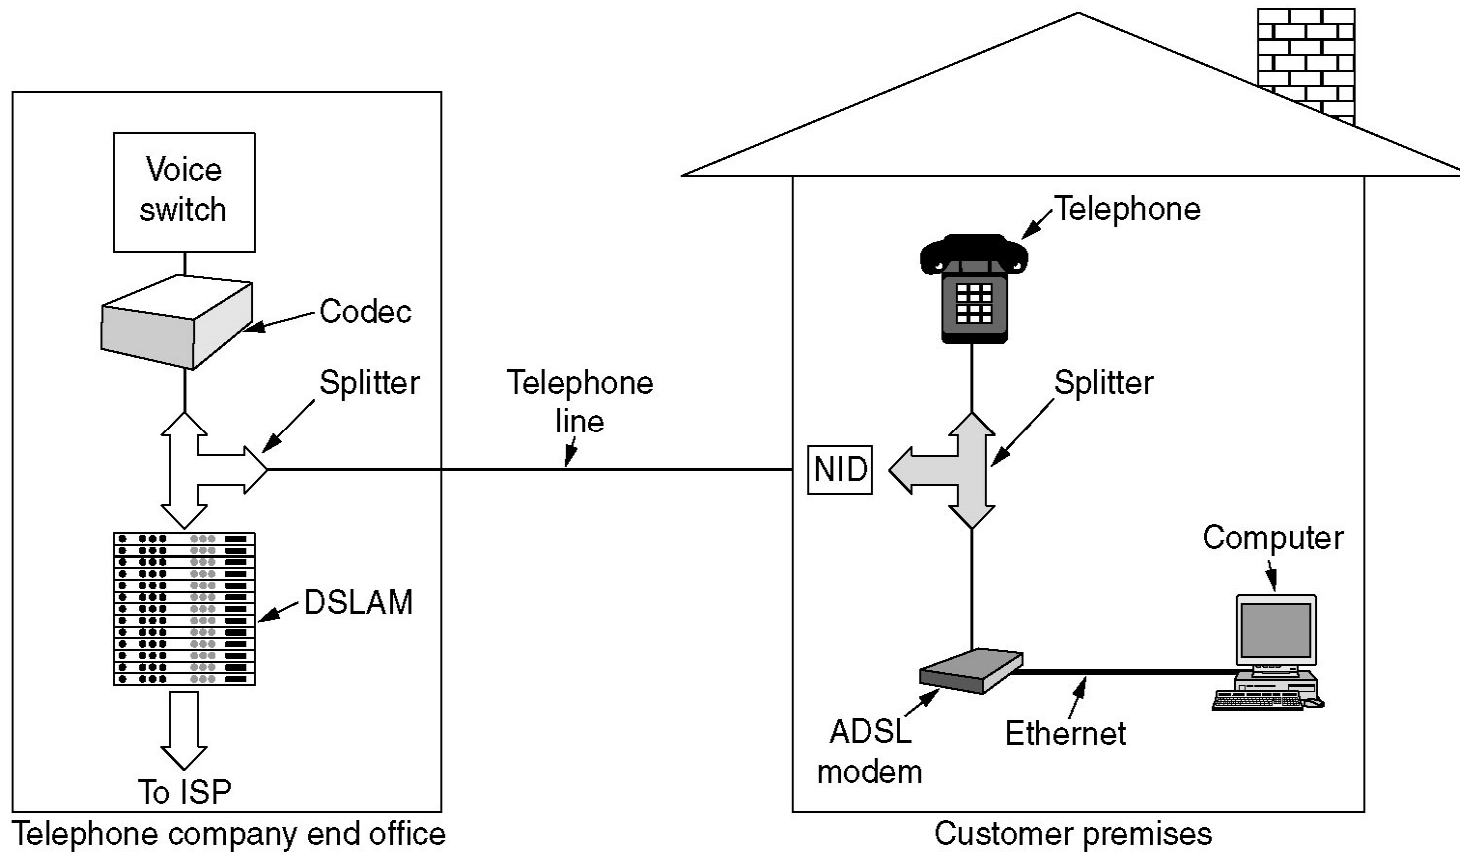 Voice
switch
Codec
Splitter
DSLAM
To ISP
Telephone company end office
Telephone
line
Telephone
Splitter
NID
Computer
ADSL
modem
Ethernet
Customer premises